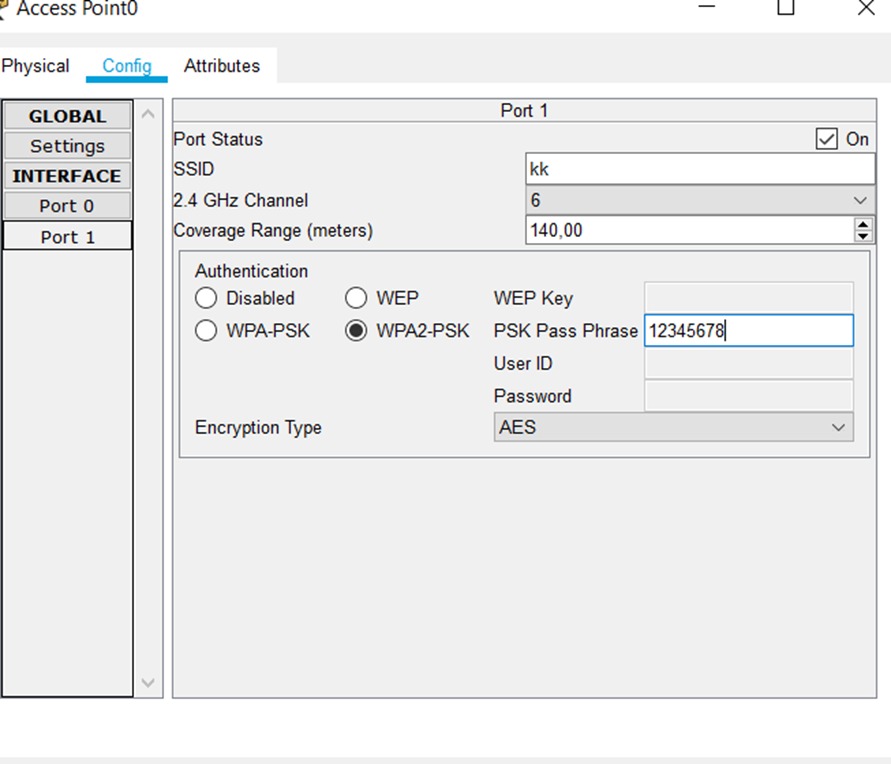 Access Point0
Physical Config Attributes
GLOBAL
Settings
INTERFACE
Port 0
Port 1
Port 1
Port Status On
SSID kk
2.4 GHz Channel 6
Coverage Range (meters) 140,00
Authentication
Disabled WEP WEP Key
WPA-PSK WPA2-PSK PSK Pass Phrase 12345678
User ID
Password
Encryption Type AES